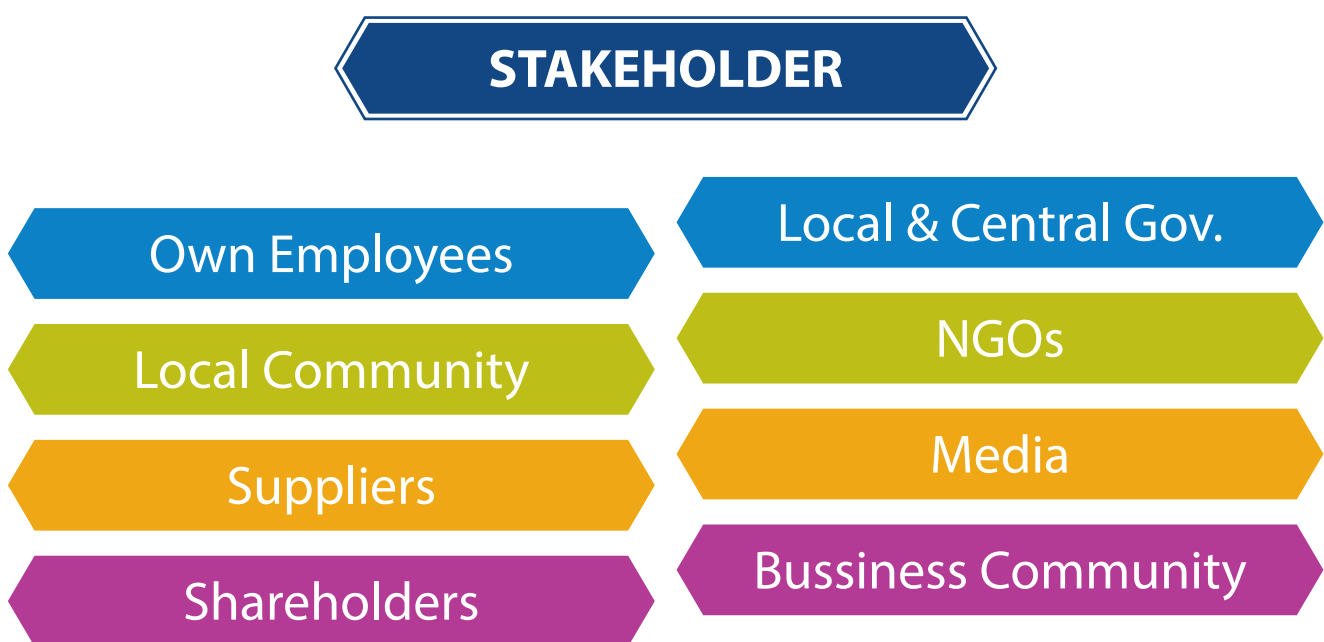 STAKEHOLDER
Own Employees
Local Community
Suppliers
Shareholders
Local & Central Gov.
NGOs
Media
Bussiness Community